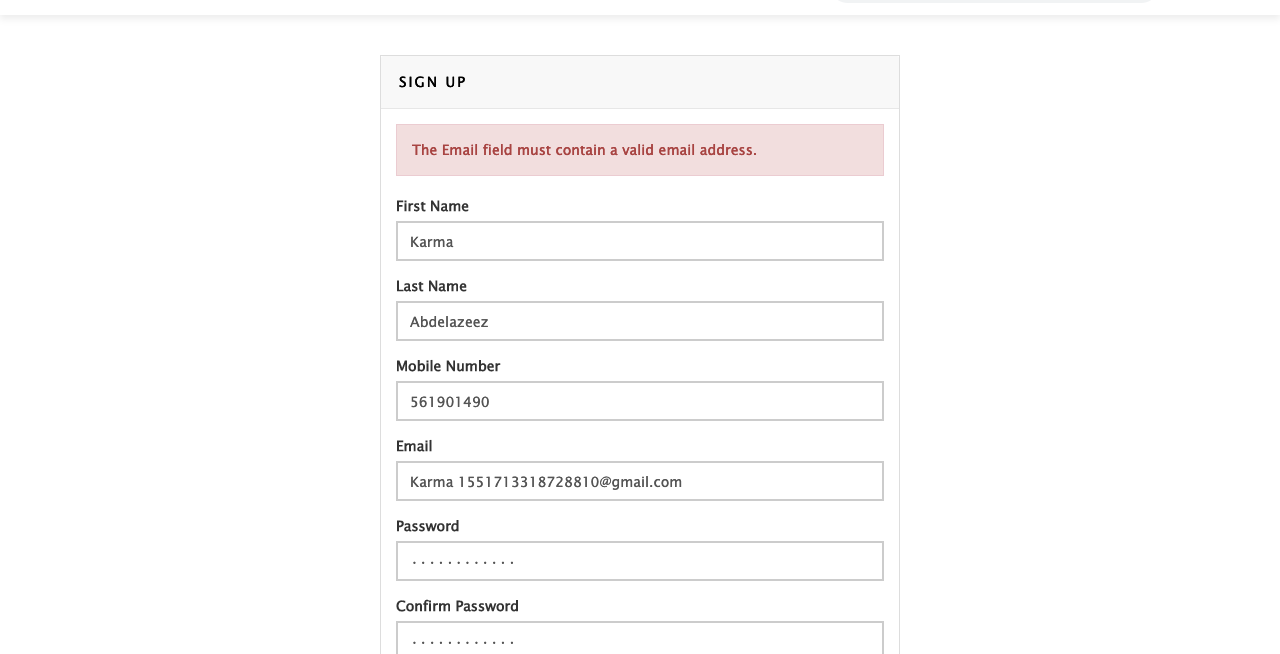 SIGN UP
The Email field must contain a valid email address.
First Name
Karma
Last Name
Abdelazeez
Mobile Number
561901490
Email
Karma 1551713318728810@gmail.com
Password
············
Confirm Password
············